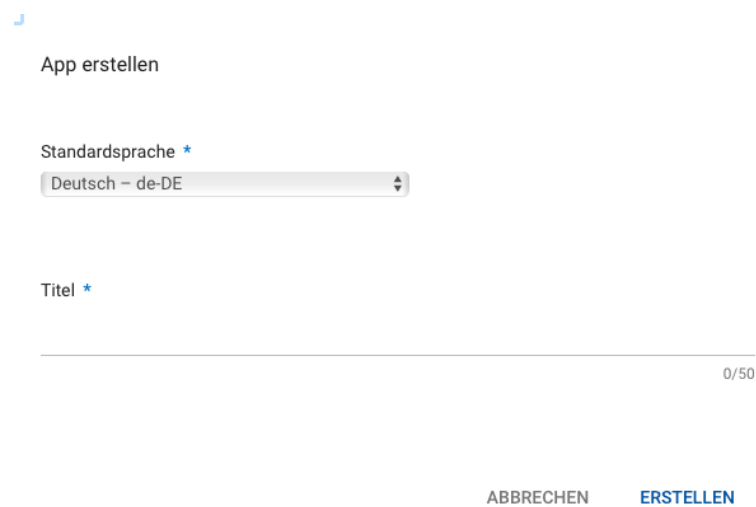 App erstellen
Standardsprache *
Deutsch – de-DE
Titel *
0/50
ABBRECHEN ERSTELLEN